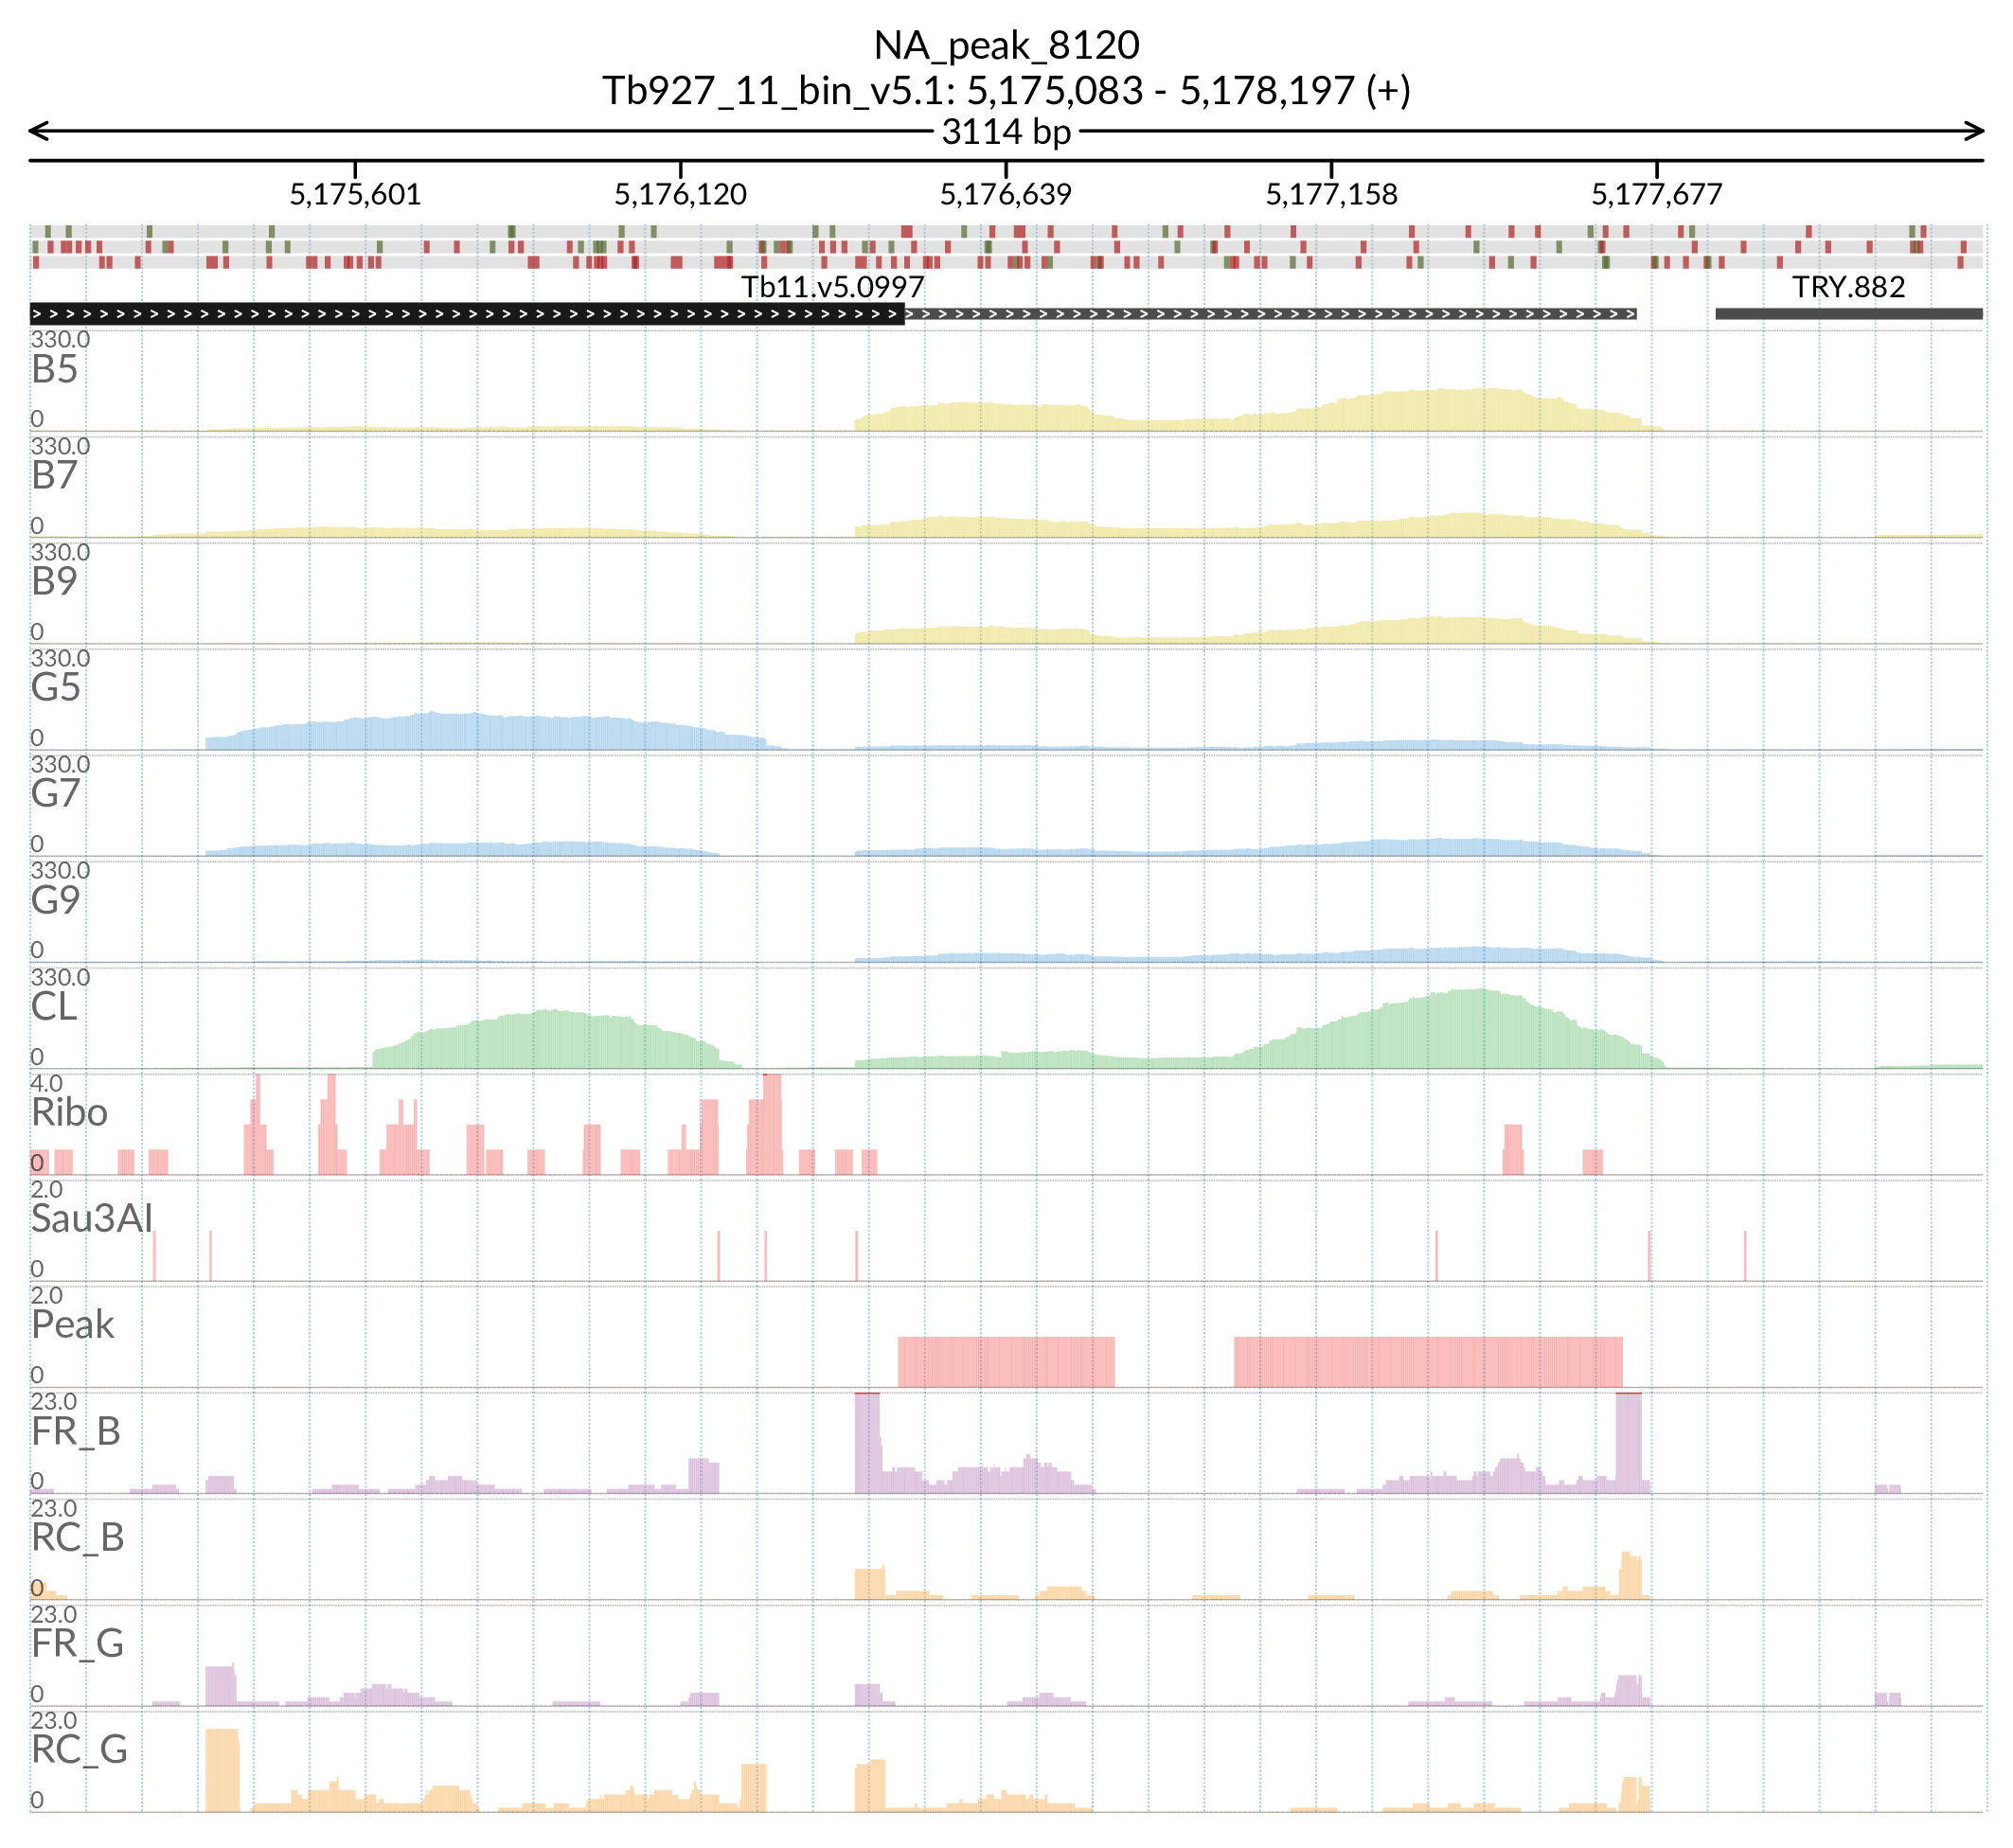 NA_peak_8120
Tb927_11_bin_v5.1: 5,175,083 - 5,178,197 (+)
3114 bp
5,175,601 5,176,120 5,176,639 5,177,158 5,177,677
Tb11.v5.0997 TRY.882
330.0
B5
0
330.0
B7
0
330.0
B9
0
330.0
G5
0
330.0
G7
0
330.0
G9
0
330.0
CL
0
4.0
Ribo
0
2.0
Sau3AI
0
2.0
Peak
0
23.0
FR_B
0
23.0
RC_B
0
23.0
FR_G
0
23.0
RC_G
0